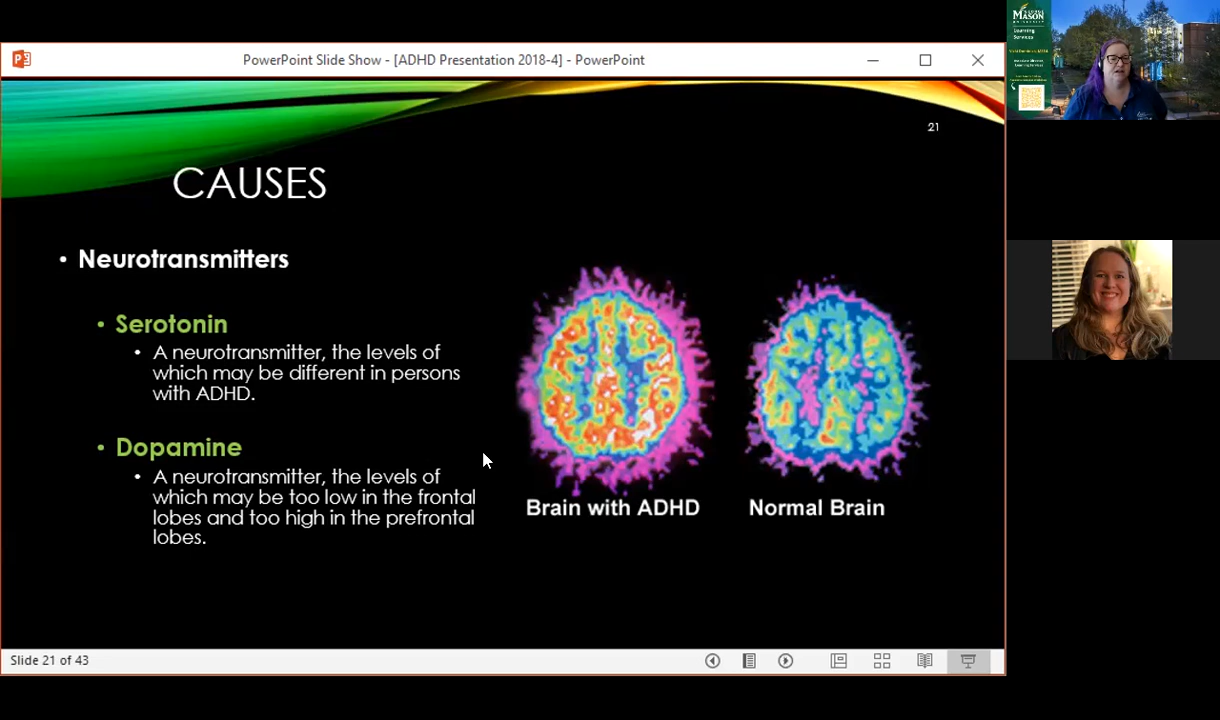 PowerPoint Slide Show - [ADHD Presentation 2018-4] - PowerPoint
21
CAUSES
• Neurotransmitters
• Serotonin
• A neurotransmitter, the levels of
which may be different in persons
with ADHD.
• Dopamine
• A neurotransmitter, the levels of
which may be too low in the frontal
lobes and too high in the prefrontal
lobes.
Brain with ADHD
Normal Brain
Slide 21 of 43
MASON
Learning
Services